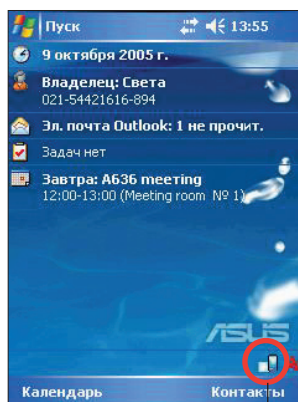 Пуск 13:55
9 октября 2005 г.
Владелец: Света
021-54421616-894
Эл. почта Outlook: 1 не прочит.
Задач нет
Завтра: A636 meeting
12:00-13:00 (Meeting room № 1)
ASUS
Календарь Контакты